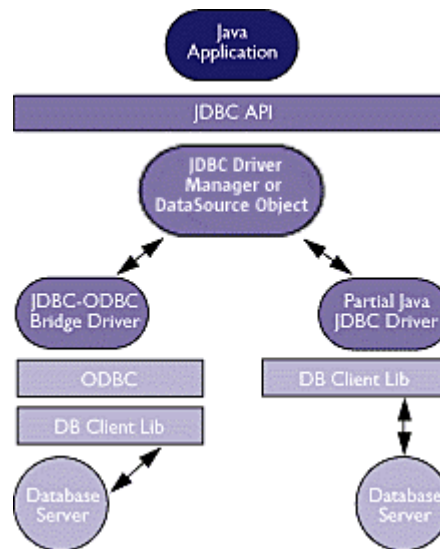 Java
Application
JDBC API
JDBC Driver
Manager or
DataSource Object
JDBC-ODBC
Bridge Driver
Partial Java
JDBC Driver
ODBC
DB Client Lib
DB Client Lib
Database
Server
Database
Server